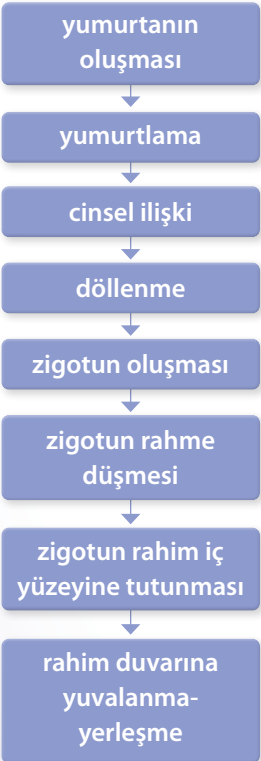 yumurtanın
oluşması
yumurtlama
cinsel ilişki
döllenme
zigotun oluşması
zigotun rahme
düşmesi
zigotun rahim iç
yüzeyine tutunması
rahim duvarına
yuvalanma-
yerleşme